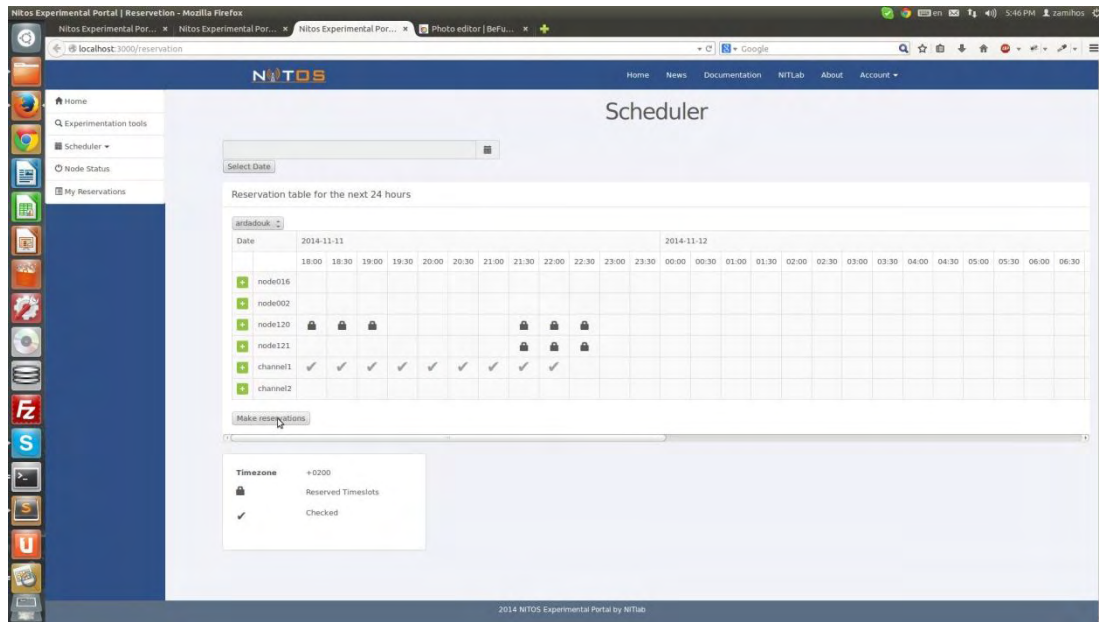 Nitos Experimental Portal | Reservetion - Mozilla Firefox
en 5:46 PM zamihos
Nitos Experimental Por... × Nitos Experimental Por... × Nitos Experimental Por... × Photo editor | BeFu... ×
localhost:3000/reservation Google
NITOS Home News Documentation NITLab About Account
Home
Experimentation tools
Scheduler
Node Status
My Reservations
Scheduler
Select Date
Reservation table for the next 24 hours
ardadouk
Date 2014-11-11 2014-11-12
18:00 18:30 19:00 19:30 20:00 20:30 21:00 21:30 22:00 22:30 23:00 23:30 00:00 00:30 01:00 01:30 02:00 02:30 03:00 03:30 04:00 04:30 05:00 05:30 06:00 06:30
node016
node002
node120
node121
channel1
channel2
Make reservations
Timezone +0200
Reserved Timeslots
Checked
2014 NITOS Experimental Portal by NITlab